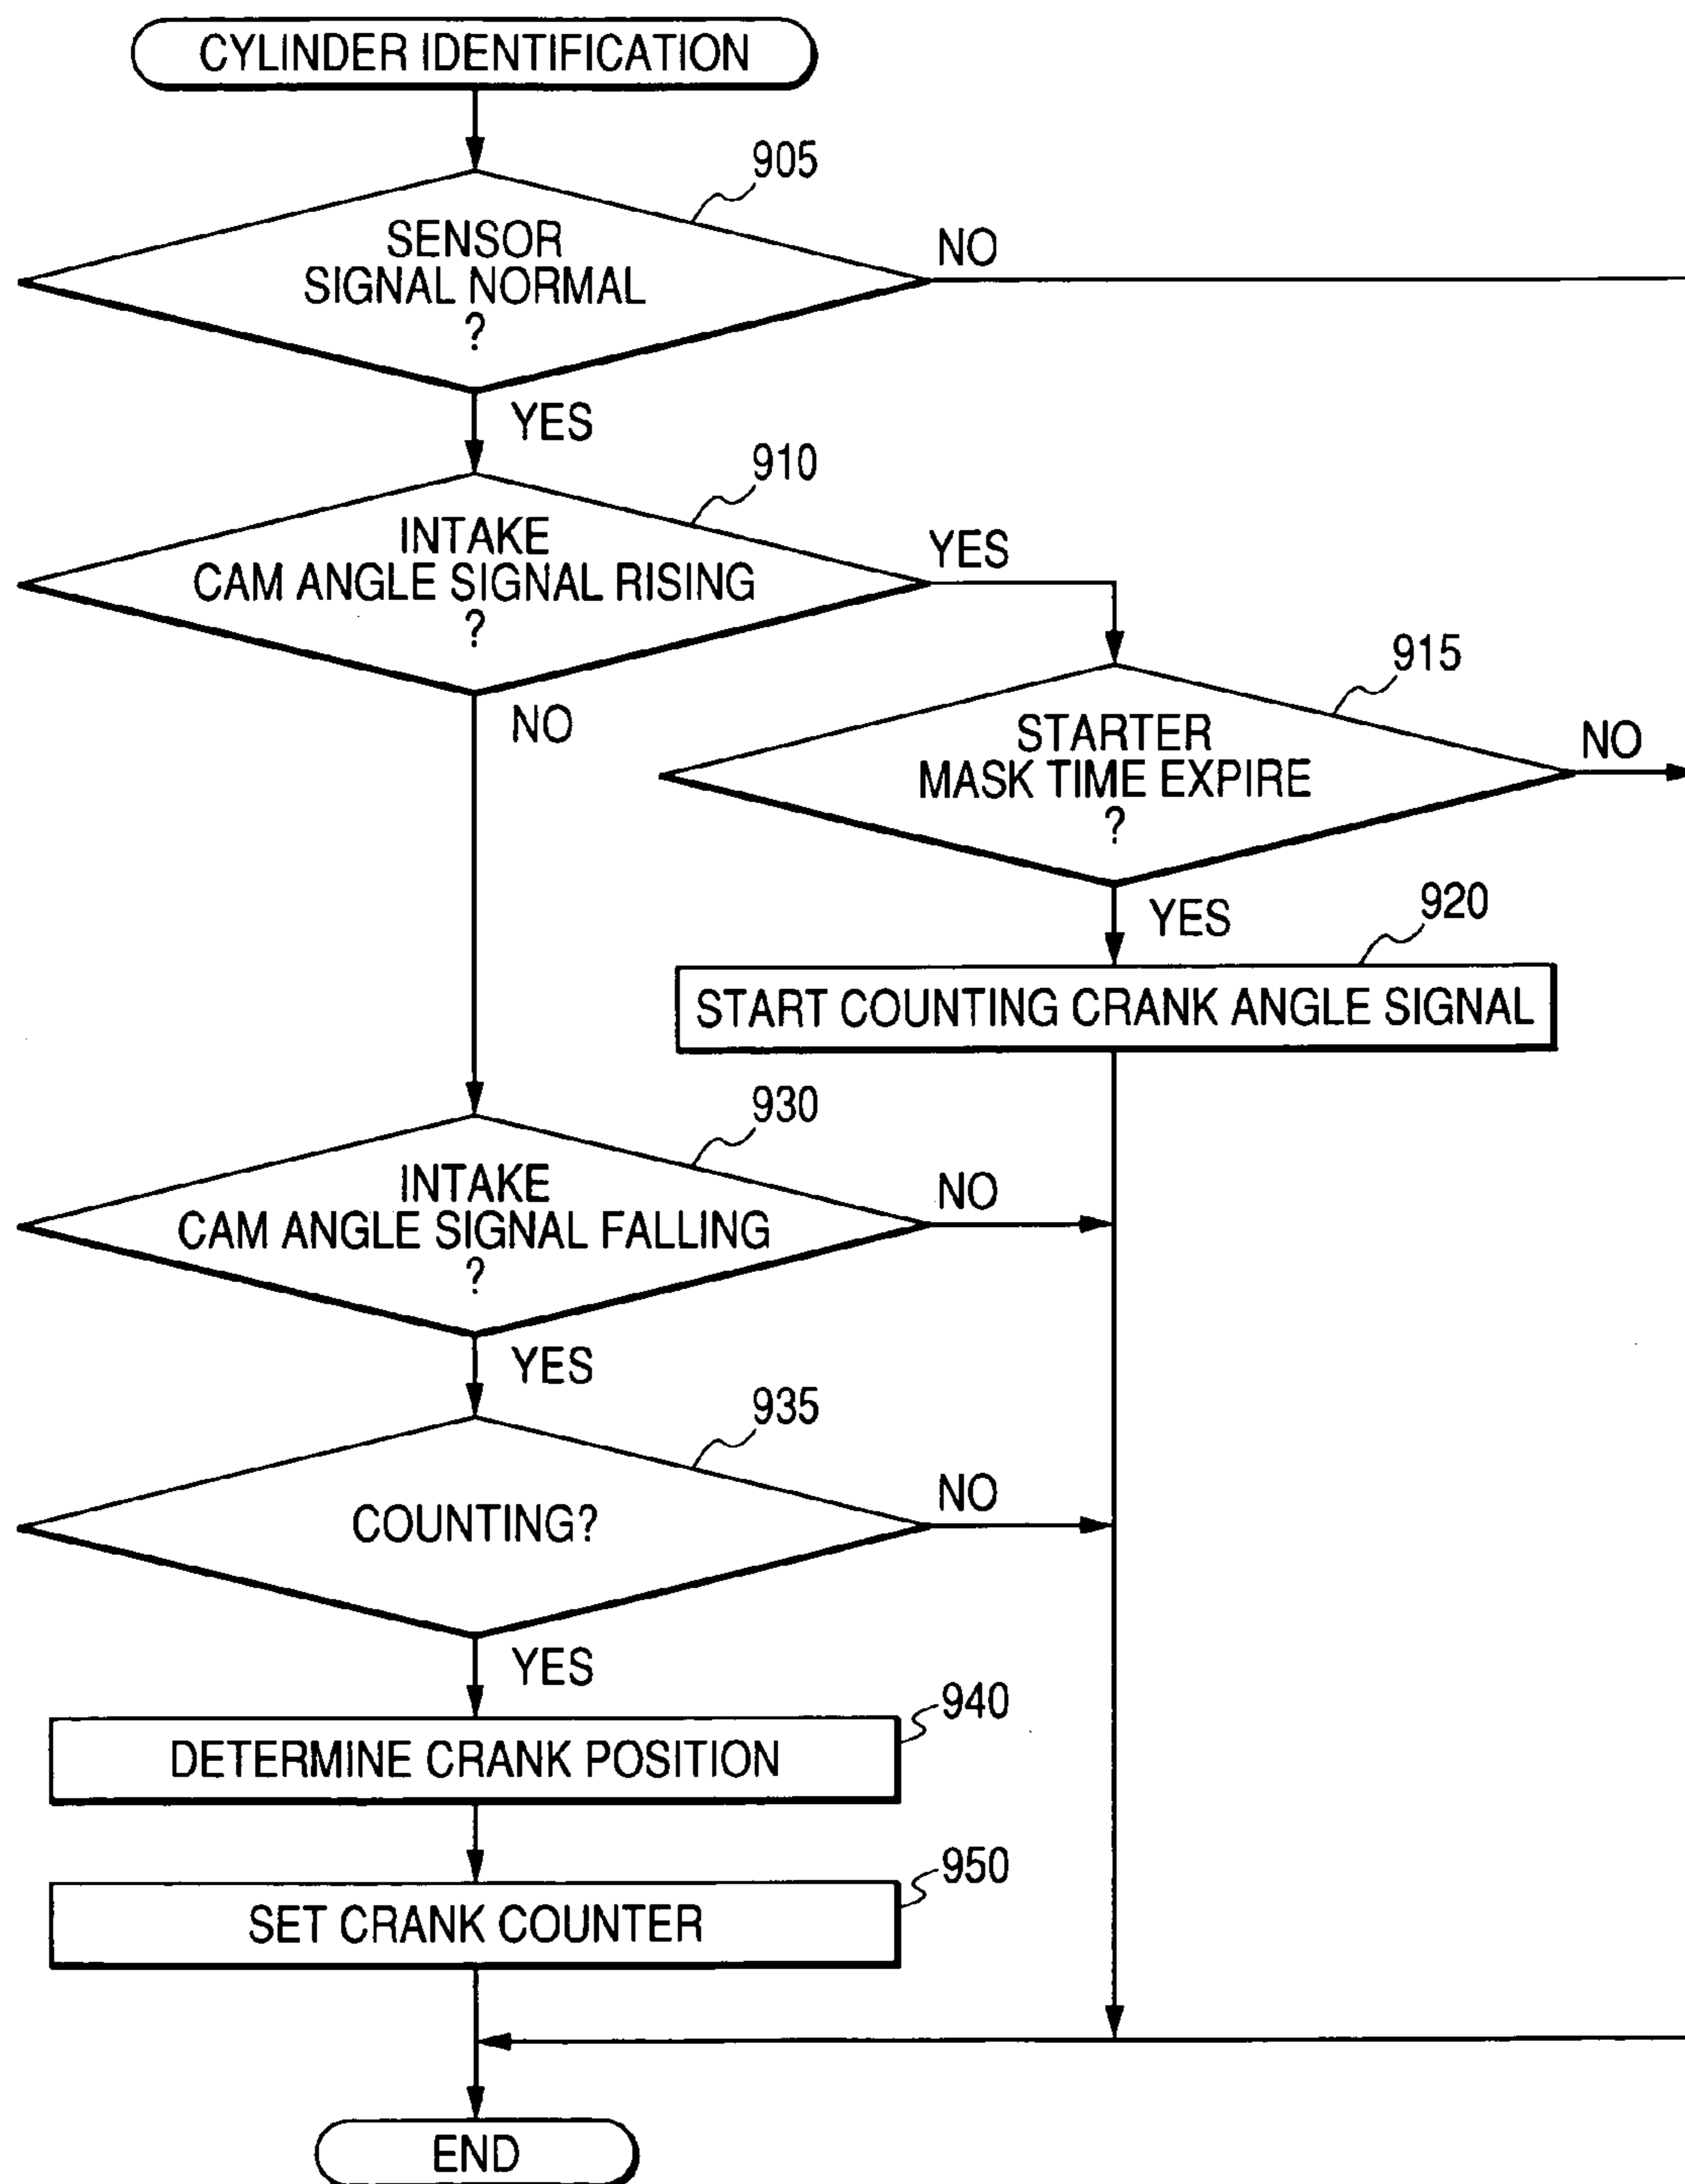 CYLINDER IDENTIFICATION
905
SENSOR
SIGNAL NORMAL
?
NO
YES
910
INTAKE
CAM ANGLE SIGNAL RISING
?
YES
NO
915
STARTER
MASK TIME EXPIRE
?
NO
YES
920
START COUNTING CRANK ANGLE SIGNAL
930
INTAKE
CAM ANGLE SIGNAL FALLING
?
NO
YES
935
COUNTING?
NO
YES
940
DETERMINE CRANK POSITION
950
SET CRANK COUNTER
END